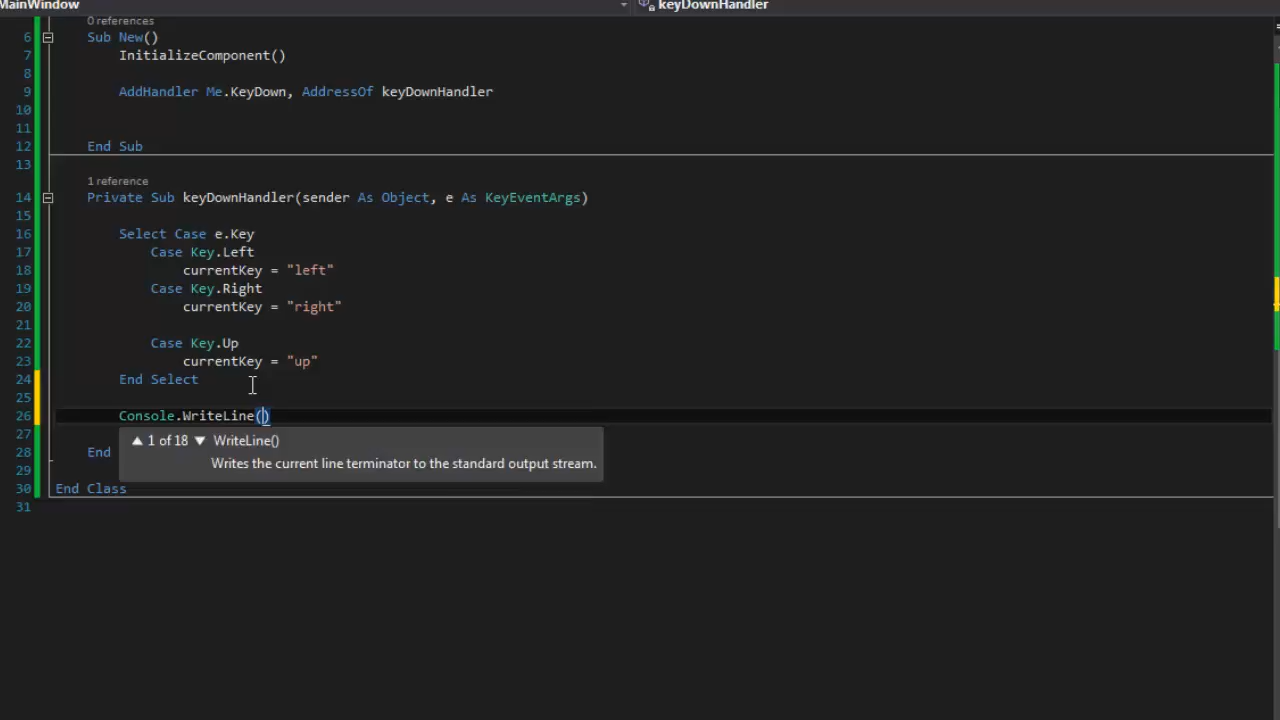 MainWindow keyDownHandler
0 references
6 Sub New()
7 InitializeComponent()
8
9 AddHandler Me.KeyDown, AddressOf keyDownHandler
10
11
12 End Sub
13
1 reference
14 Private Sub keyDownHandler(sender As Object, e As KeyEventArgs)
15
16 Select Case e.Key
17 Case Key.Left
18 currentKey = "left"
19 Case Key.Right
20 currentKey = "right"
21
22 Case Key.Up
23 currentKey = "up"
24 End Select
25
26 Console.WriteLine()
27
1 of 18 WriteLine()
28 End
Writes the current line terminator to the standard output stream.
29
30 End Class
31